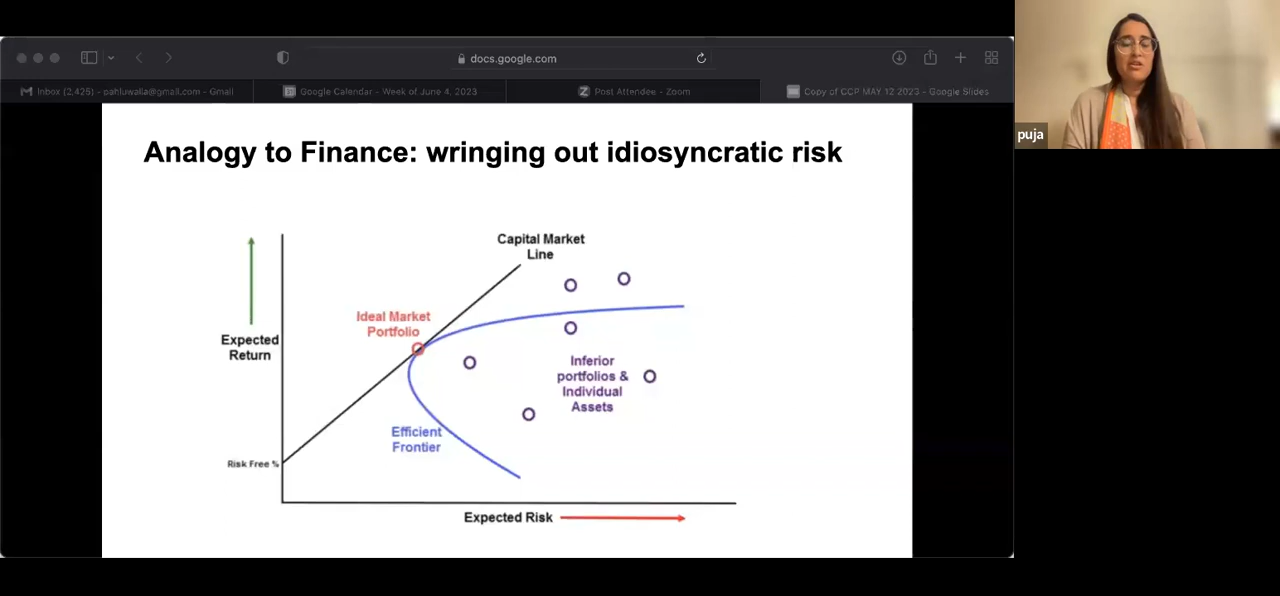 docs.google.com
Inbox (2,425) - pahluwalia@gmail.com - Gmail
Google Calendar - Week of June 4, 2023
Post Attendee - Zoom
Copy of CCP MAY 12 2023 - Google Slides
puja
Analogy to Finance: wringing out idiosyncratic risk
Capital Market
Line
Ideal Market
Portfolio
Expected
Return
Inferior
portfolios &
Individual
Assets
Efficient
Frontier
Risk Free %
Expected Risk